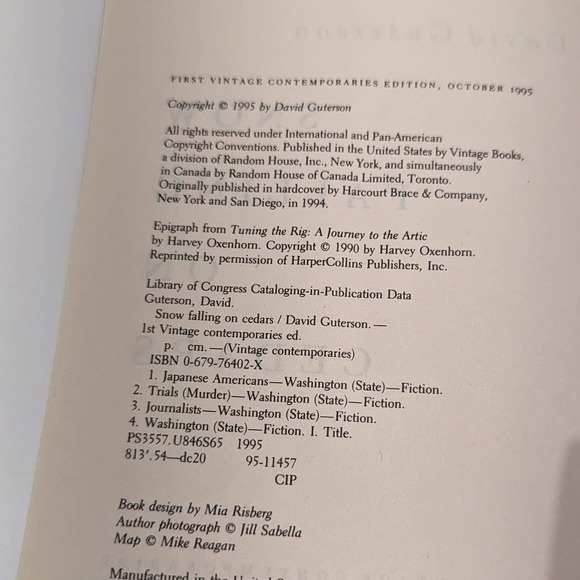 FIRST VINTAGE CONTEMPORARIES EDITION, OCTOBER 1995
Copyright © 1995 by David Guterson
All rights reserved under International and Pan-American
Copyright Conventions. Published in the United States by Vintage Books,
a division of Random House, Inc., New York, and simultaneously
in Canada by Random House of Canada Limited, Toronto.
Originally published in hardcover by Harcourt Brace & Company,
New York and San Diego, in 1994.
Epigraph from Tuning the Rig: A Journey to the Artic
by Harvey Oxenhorn. Copyright © 1990 by Harvey Oxenhorn.
Reprinted by permission of HarperCollins Publishers, Inc.
Library of Congress Cataloging-in-Publication Data
Guterson, David.
Snow falling on cedars / David Guterson. —
1st Vintage contemporaries ed.
p. cm. —(Vintage contemporaries)
ISBN 0-679-76402-X
1. Japanese Americans—Washington (State)—Fiction.
2. Trials (Murder)—Washington (State)—Fiction.
3. Journalists—Washington (State)—Fiction.
4. Washington (State)—Fiction. I. Title.
PS3557.U846S65 1995
813'.54—dc20 95-11457
CIP
Book design by Mia Risberg
Author photograph © Jill Sabella
Map © Mike Reagan
Manufactured in the